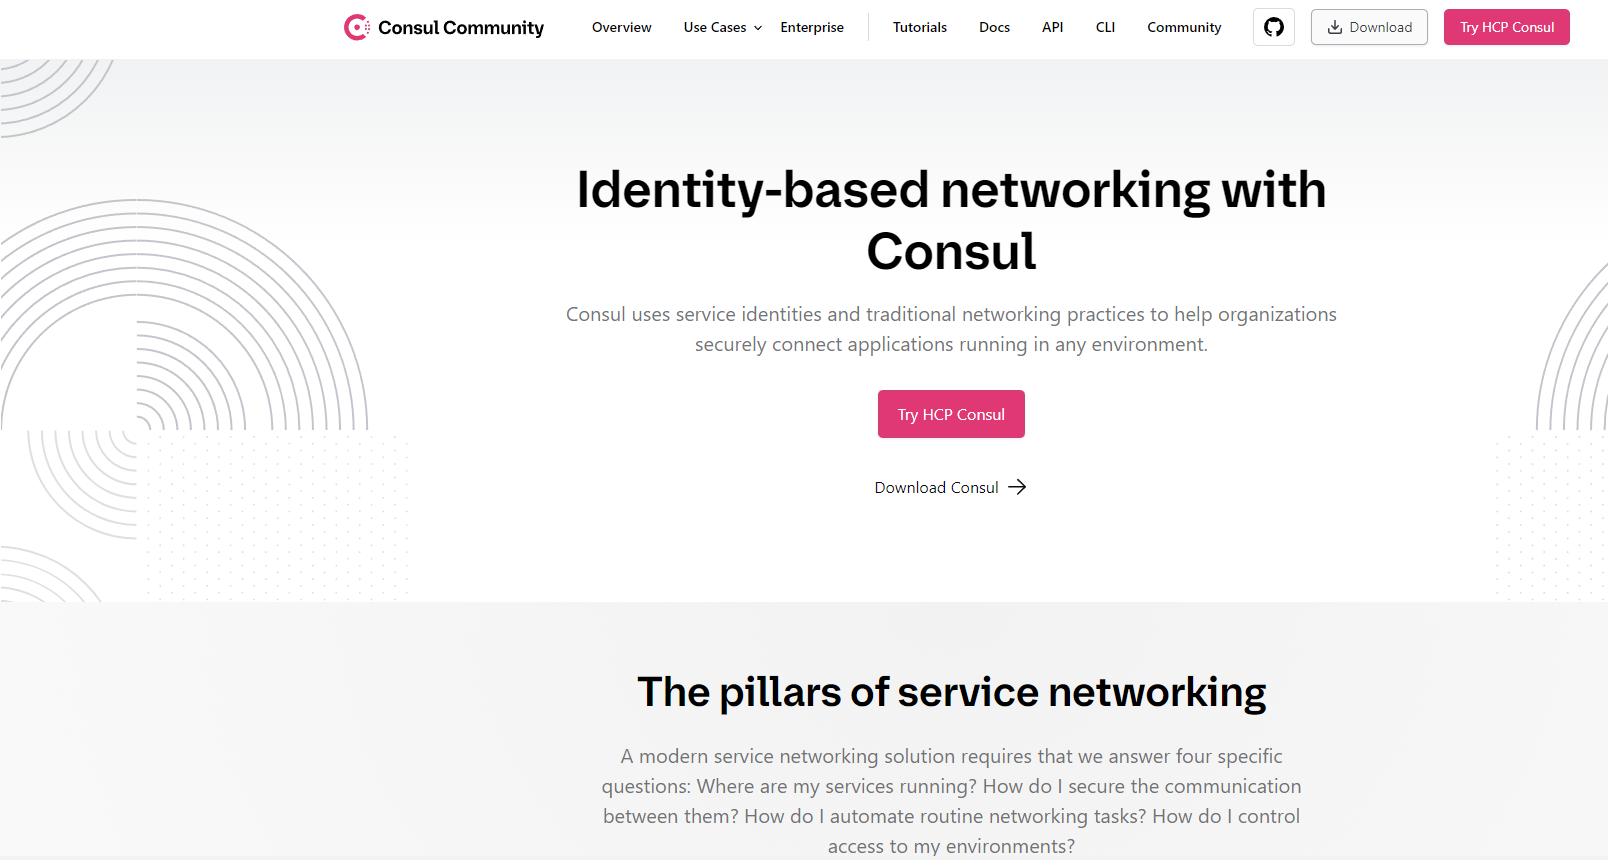 Consul Community
Overview
Use Cases
Enterprise
Tutorials
Docs
API
CLI
Community
Download
Try HCP Consul
Identity-based networking with
Consul
Consul uses service identities and traditional networking practices to help organizations
securely connect applications running in any environment.
Try HCP Consul
Download Consul
The pillars of service networking
A modern service networking solution requires that we answer four specific
questions: Where are my services running? How do I secure the communication
between them? How do I automate routine networking tasks? How do I control
access to my environments?